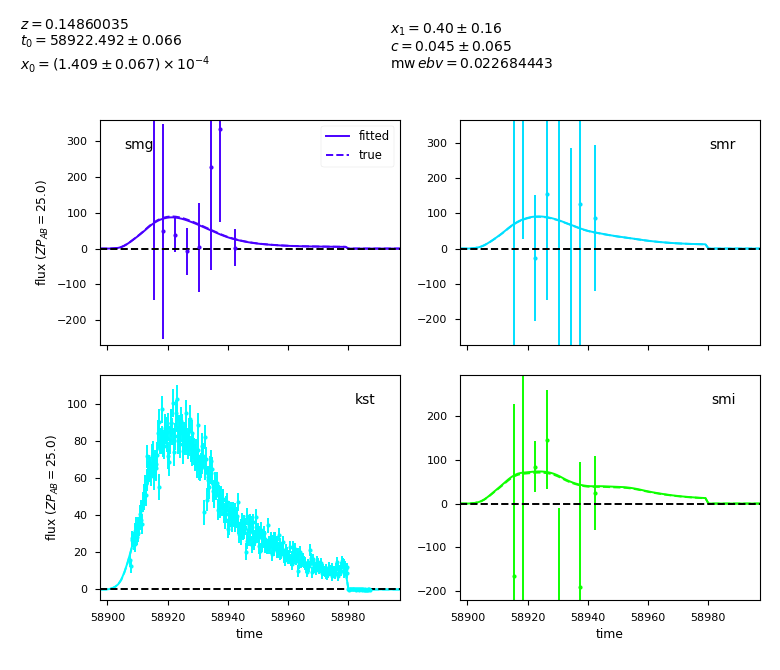 z = 0.14860035
t₀ = 58922.492 ± 0.066
x₀ = (1.409 ± 0.067) × 10⁻⁴
x₁ = 0.40 ± 0.16
c = 0.045 ± 0.065
mw ebv = 0.022684443
smg
fitted
true
300
200
100
0
−100
−200
flux (ZP_AB = 25.0)
smr
300
200
100
0
−100
−200
kst
100
80
60
40
20
0
flux (ZP_AB = 25.0)
58900 58920 58940 58960 58980
time
smi
200
100
0
−100
−200
58900 58920 58940 58960 58980
time